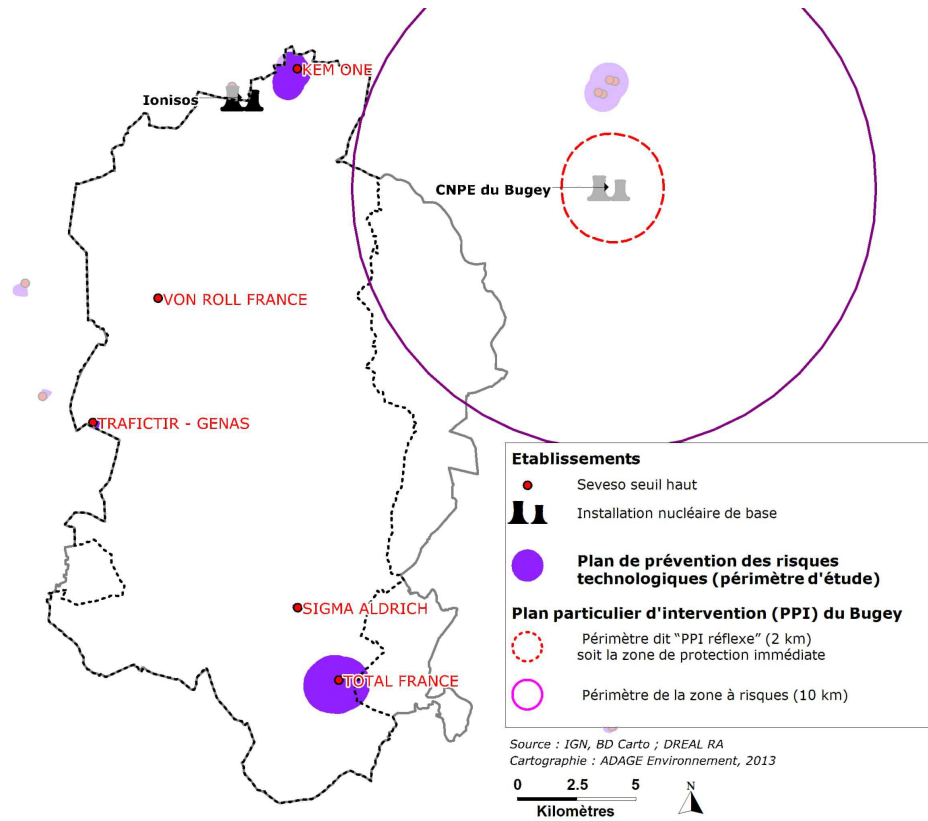 KEM ONE
Ionisos
CNPE du Bugey
VON ROLL FRANCE
TRAFICTIR - GENAS
SIGMA ALDRICH
TOTAL FRANCE
Etablissements
Seveso seuil haut
Installation nucléaire de base
Plan de prévention des risques
technologiques (périmètre d'étude)
Plan particulier d'intervention (PPI) du Bugey
Périmètre dit “PPI réflexe” (2 km)
soit la zone de protection immédiate
Périmètre de la zone à risques (10 km)
Source : IGN, BD Carto ; DREAL RA
Cartographie : ADAGE Environnement, 2013
0 2.5 5
Kilomètres
N